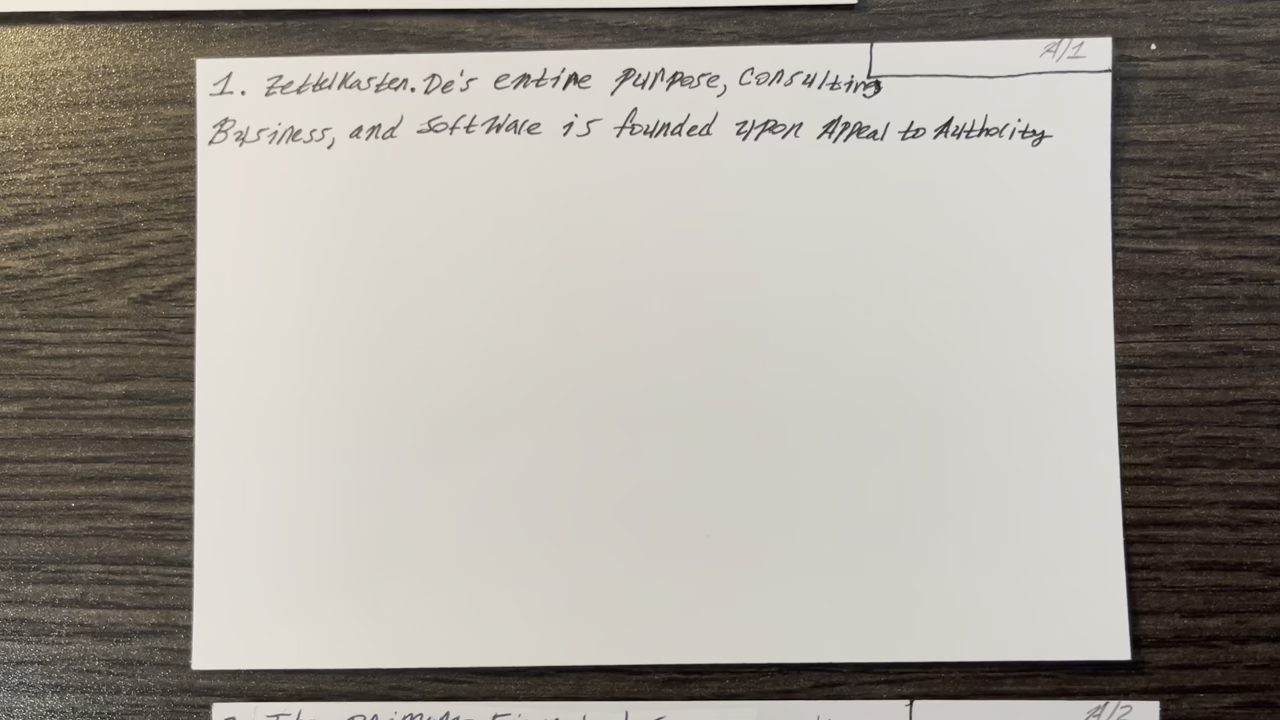 A/1
1. Zettelkasten.De's entire purpose, consulting
Business, and Software is founded upon Appeal to Authority
A/2